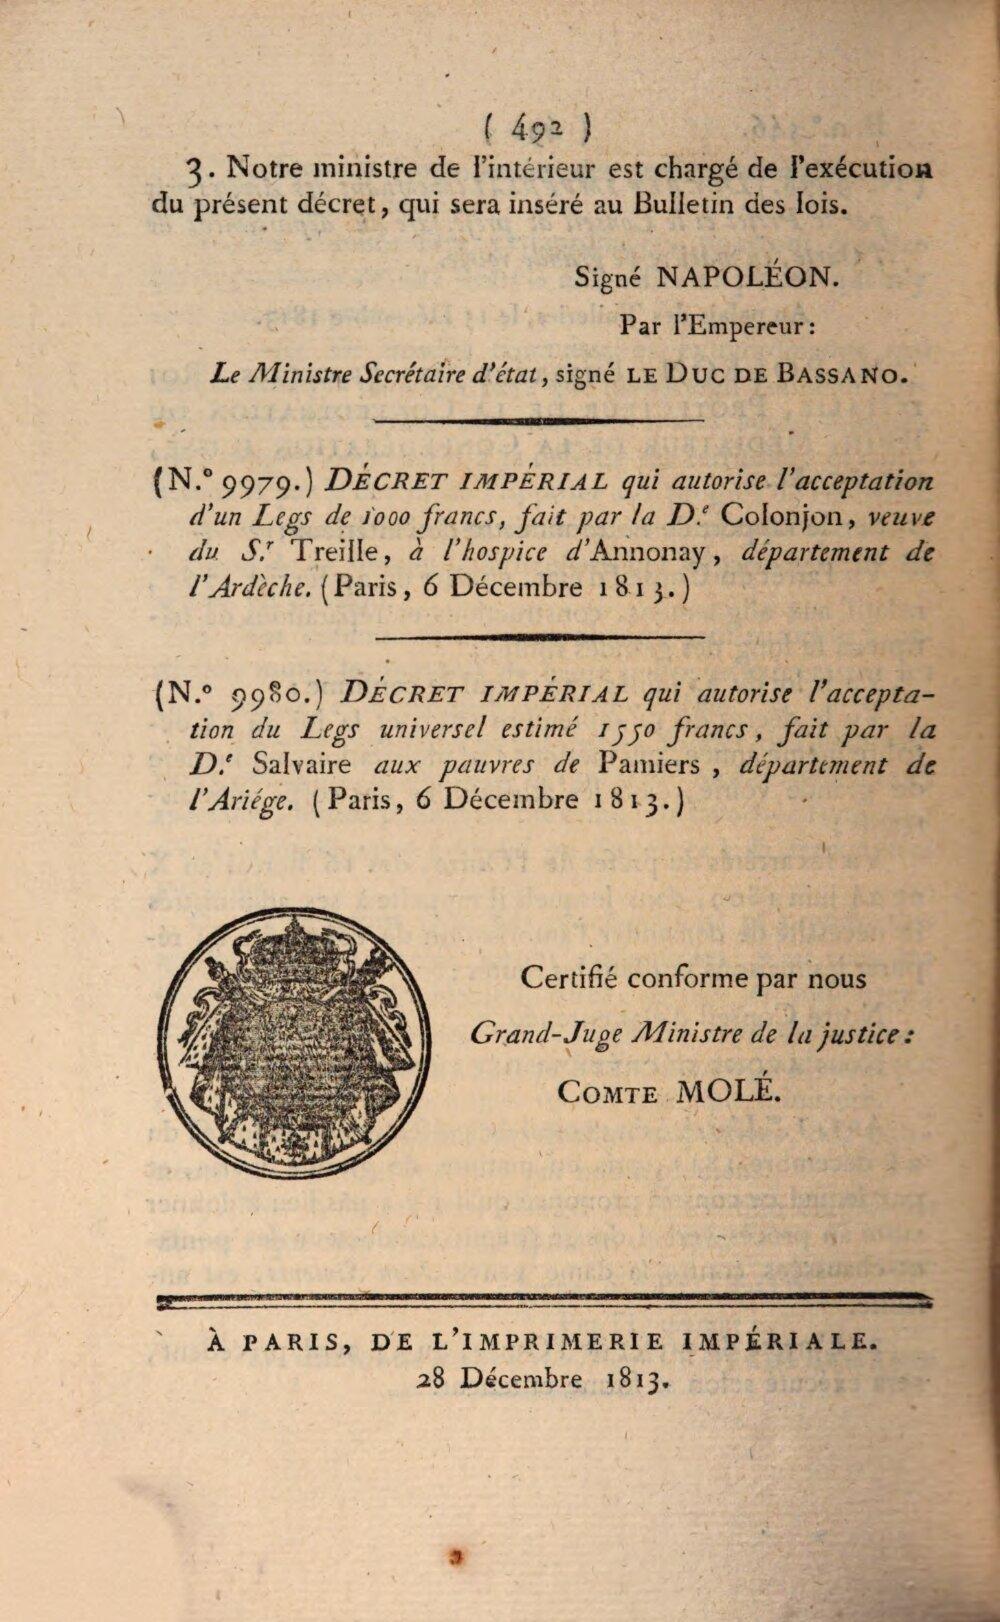 ( 492 )
3. Notre ministre de l'intérieur est chargé de l'exécution
du présent décret, qui sera inséré au Bulletin des lois.
Signé NAPOLÉON.
Par l'Empereur:
Le Ministre Secrétaire d'état, signé LE DUC DE BASSANO.
(N.° 9979.) DÉCRET IMPÉRIAL qui autorise l'acceptation
d'un Legs de 1000 francs, fait par la D.e Colonjon, veuve
du S.r Treille, à l'hospice d'Annonay, département de
l'Ardèche. (Paris, 6 Décembre 1813.)
(N.° 9980.) DÉCRET IMPÉRIAL qui autorise l'accepta-
tion du Legs universel estimé 1550 francs, fait par la
D.e Salvaire aux pauvres de Pamiers, département de
l'Ariége. (Paris, 6 Décembre 1813.)
Certifié conforme par nous
Grand-Juge Ministre de la justice:
COMTE MOLÉ.
À PARIS, DE L'IMPRIMERIE IMPÉRIALE.
28 Décembre 1813.